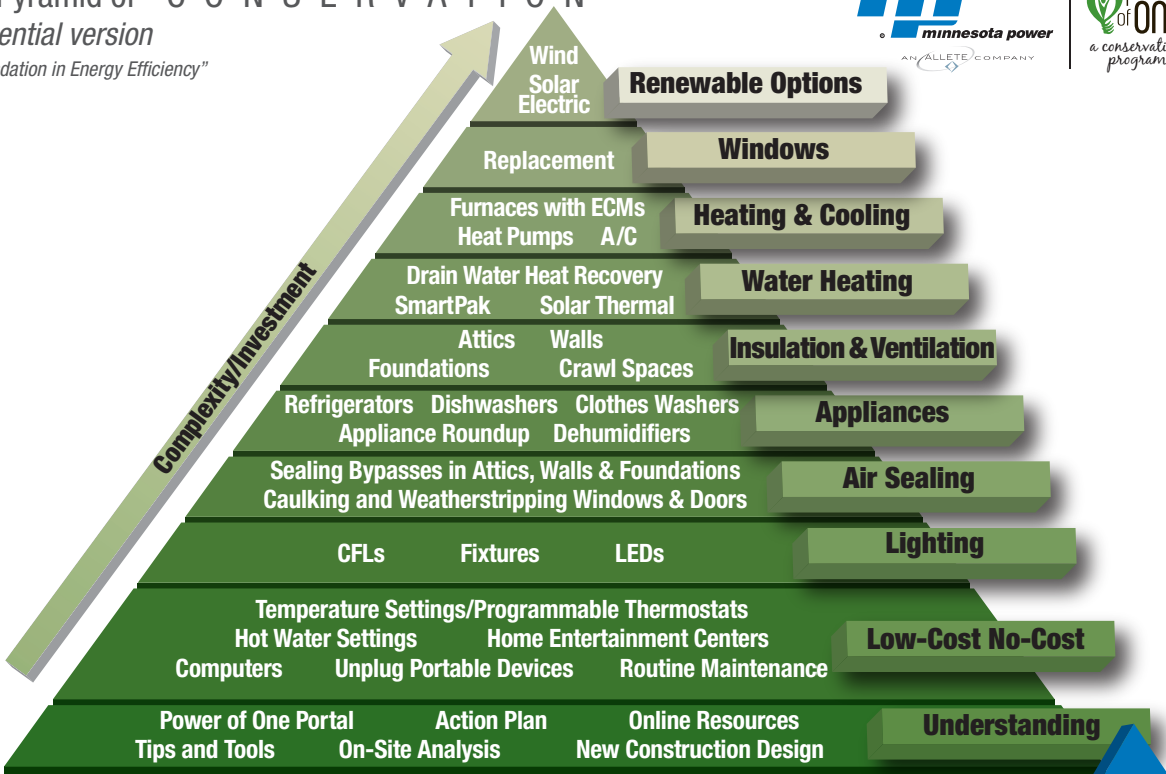 Pyramid of C O N S E R V A T I O N
ential version
dation in Energy Efficiency”
minnesota power
AN ALLETE COMPANY
of ON
a conservati
program
Complexity/Investment
Wind
Solar
Electric
Renewable Options
Replacement
Windows
Furnaces with ECMs
Heat Pumps A/C
Heating & Cooling
Drain Water Heat Recovery
SmartPak Solar Thermal
Water Heating
Attics Walls
Foundations Crawl Spaces
Insulation & Ventilation
Refrigerators Dishwashers Clothes Washers
Appliance Roundup Dehumidifiers
Appliances
Sealing Bypasses in Attics, Walls & Foundations
Caulking and Weatherstripping Windows & Doors
Air Sealing
CFLs Fixtures LEDs
Lighting
Temperature Settings/Programmable Thermostats
Hot Water Settings Home Entertainment Centers
Computers Unplug Portable Devices Routine Maintenance
Low-Cost No-Cost
Power of One Portal Action Plan Online Resources
Tips and Tools On-Site Analysis New Construction Design
Understanding